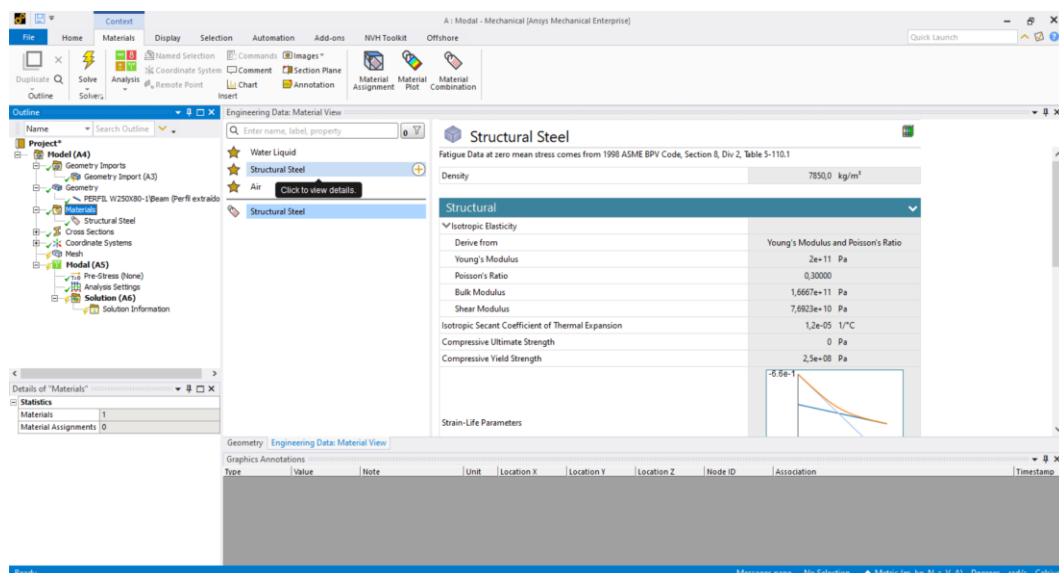 Context
A : Modal - Mechanical [Ansys Mechanical Enterprise]
File Home Materials Display Selection Automation Add-ons NVH Toolkit Offshore
Quick Launch
Duplicate
Outline
Solve
Solvers
Analysis
Named Selection
Coordinate System
Remote Point
Commands
Comment
Chart
Images
Section Plane
Annotation
Insert
Material Assignment
Material Plot
Material Combination
Outline
Name
Search Outline
Project*
Model (A4)
Geometry Imports
Geometry Import (A3)
Geometry
PERFIL W250X80-1\Beam (Perfil extraído
Materials
Structural Steel
Cross Sections
Coordinate Systems
Mesh
Modal (A5)
Pre-Stress (None)
Analysis Settings
Solution (A6)
Solution Information
Details of "Materials"
Statistics
Materials 1
Material Assignments 0
Engineering Data: Material View
Enter name, label, property
0
Water Liquid
Structural Steel
Air
Click to view details.
Structural Steel
Structural Steel
Fatigue Data at zero mean stress comes from 1998 ASME BPV Code, Section 8, Div 2, Table 5-110.1
Density 7850,0 kg/m³
Structural
Isotropic Elasticity
Derive from Young's Modulus and Poisson's Ratio
Young's Modulus 2e+11 Pa
Poisson's Ratio 0,30000
Bulk Modulus 1,6667e+11 Pa
Shear Modulus 7,6923e+10 Pa
Isotropic Secant Coefficient of Thermal Expansion 1,2e-05 1/°C
Compressive Ultimate Strength 0 Pa
Compressive Yield Strength 2,5e+08 Pa
-6.6e-1
Strain-Life Parameters
Geometry Engineering Data: Material View
Graphics Annotations
Type Value Note Unit Location X Location Y Location Z Node ID Association Timestamp
Ready
No Selection